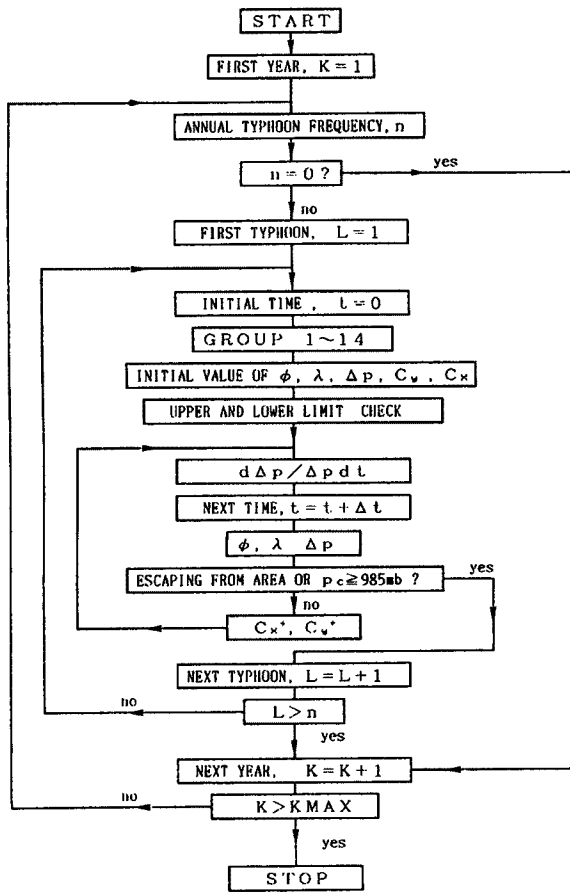 START
FIRST YEAR, K=1
ANNUAL TYPHOON FREQUENCY, n
n=0?
yes
no
FIRST TYPHOON, L=1
INITIAL TIME, t=0
GROUP 1~14
INITIAL VALUE OF φ, λ, Δp, Cy, Cx
UPPER AND LOWER LIMIT CHECK
dΔp/Δpdt
NEXT TIME, t=t+Δt
φ, λ Δp
ESCAPING FROM AREA OR pc≧985mb ?
yes
no
Cx⁺, Cy⁺
NEXT TYPHOON, L=L+1
no
L>n
yes
NEXT YEAR, K=K+1
no
K>KMAX
yes
STOP